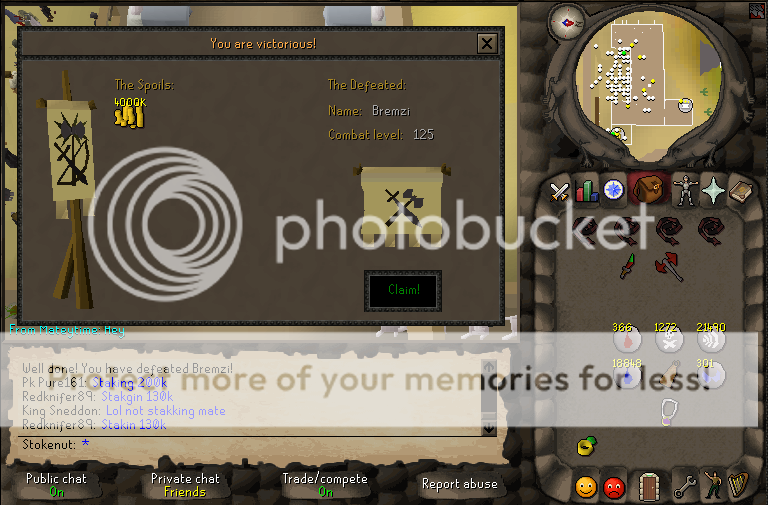 You are victorious!
The Spoils:
4000K
The Defeated:
Name: Bremzi
Combat level: 125
Claim!
photobucket
From Mateytime: Hey
Well done! You have defeated Bremzi!
Pk Pure161: Staking 200k
Redknifer89: Stakgin 130k
King Sneddon: Lol not stakking mate
Redknifer89: Stakin 130k
Stokenut: *
more of your memories for less!
366
1272
21490
18848
301
Public chat
On
Private chat
Friends
Trade/compete
On
Report abuse